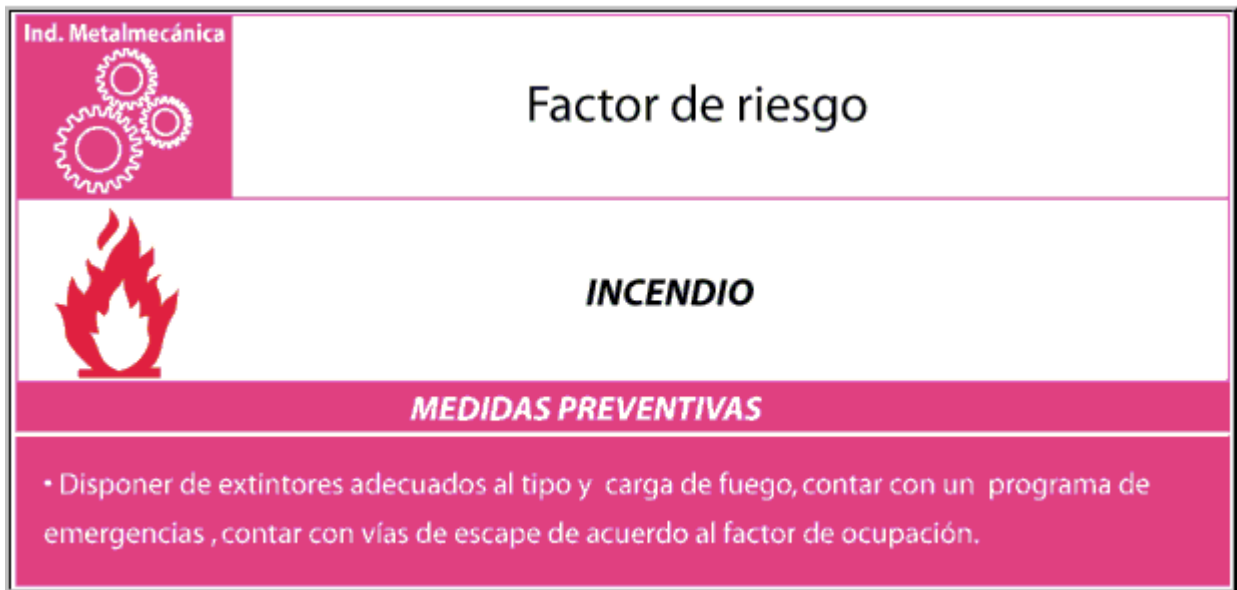 Ind. Metalmecánica
Factor de riesgo
INCENDIO
MEDIDAS PREVENTIVAS
• Disponer de extintores adecuados al tipo y carga de fuego, contar con un programa de
emergencias , contar con vías de escape de acuerdo al factor de ocupación.